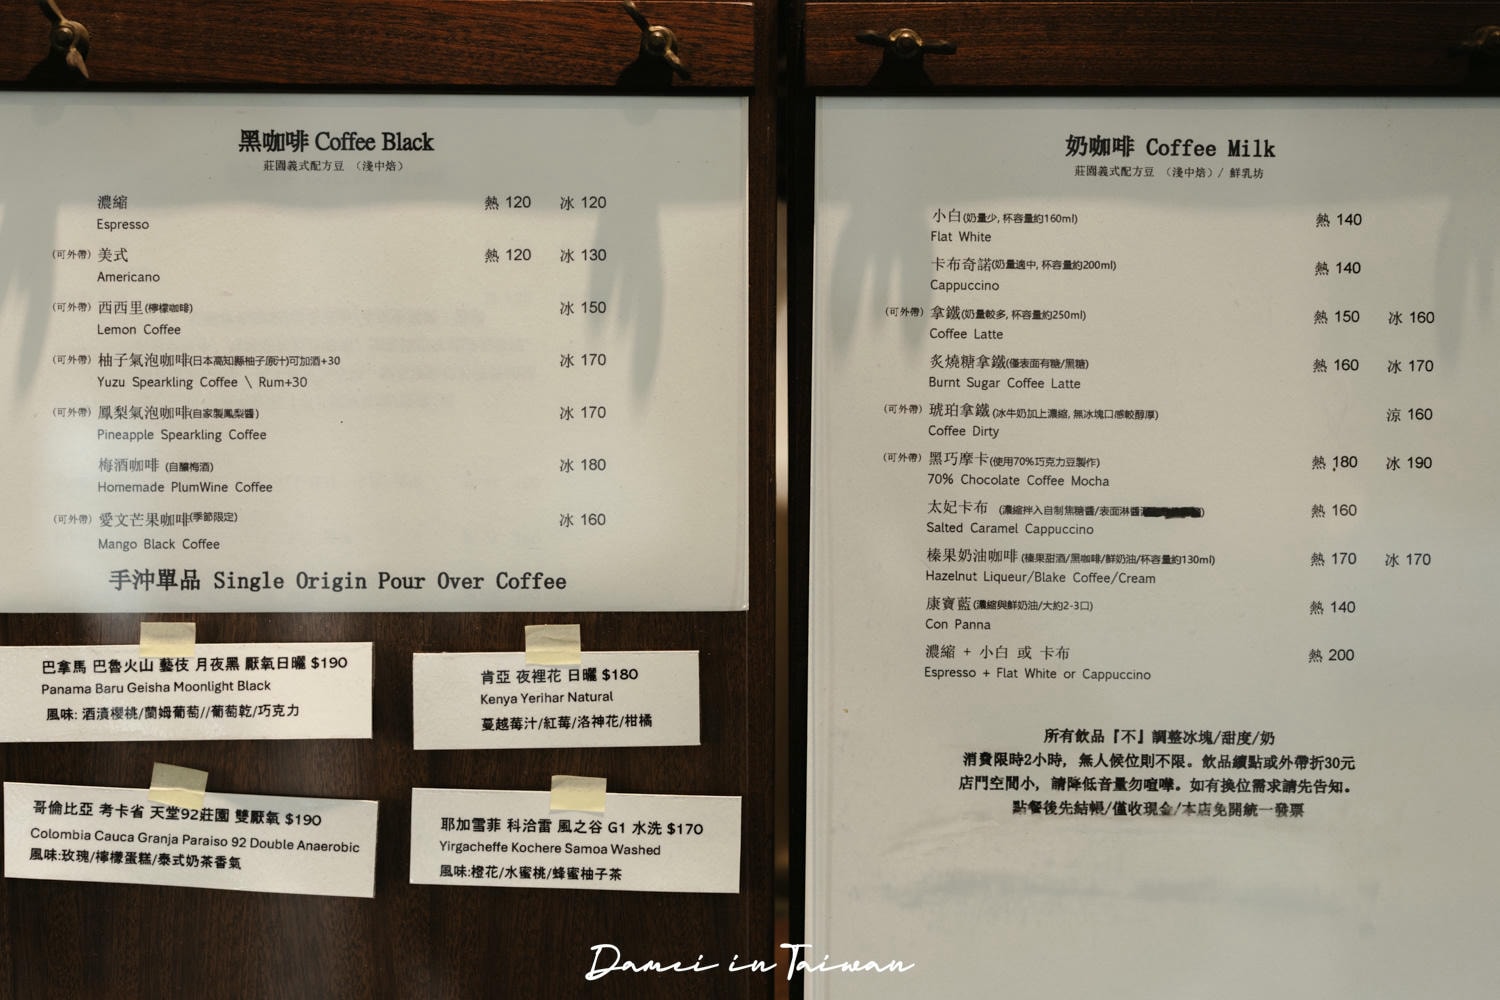 黑咖啡 Coffee Black
莊園義式配方豆 （淺中焙）
濃縮 熱 120 冰 120
Espresso
(可外帶) 美式 熱 120 冰 130
Americano
(可外帶) 西西里(檸檬咖啡) 冰 150
Lemon Coffee
(可外帶) 柚子氣泡咖啡(日本高知縣柚子原汁)可加酒+30 冰 170
Yuzu Spearkling Coffee \ Rum+30
(可外帶) 鳳梨氣泡咖啡(自家製鳳梨醬) 冰 170
Pineapple Spearkling Coffee
梅酒咖啡 (自釀梅酒) 冰 180
Homemade PlumWine Coffee
(可外帶) 愛文芒果咖啡(季節限定) 冰 160
Mango Black Coffee
手沖單品 Single Origin Pour Over Coffee
巴拿馬 巴魯火山 藝伎 月夜黑 厭氧日曬 $190
Panama Baru Geisha Moonlight Black
風味: 酒漬櫻桃/蘭姆葡萄//葡萄乾/巧克力
肯亞 夜裡花 日曬 $180
Kenya Yerihar Natural
蔓越莓汁/紅莓/洛神花/柑橘
哥倫比亞 考卡省 天堂92莊園 雙厭氧 $190
Colombia Cauca Granja Paraiso 92 Double Anaerobic
風味:玫瑰/檸檬蛋糕/泰式奶茶香氣
耶加雪菲 科洽雷 風之谷 G1 水洗 $170
Yirgacheffe Kochere Samoa Washed
風味:橙花/水蜜桃/蜂蜜柚子茶
奶咖啡 Coffee Milk
莊園義式配方豆 （淺中焙）/ 鮮乳坊
小白(奶量少, 杯容量約160ml) 熱 140
Flat White
卡布奇諾(奶量適中, 杯容量約200ml) 熱 140
Cappuccino
(可外帶) 拿鐵(奶量較多, 杯容量約250ml) 熱 150 冰 160
Coffee Latte
炙燒糖拿鐵(僅表面有糖/黑糖) 熱 160 冰 170
Burnt Sugar Coffee Latte
(可外帶) 琥珀拿鐵(冰牛奶加上濃縮, 無冰塊口感較醇厚) 涼 160
Coffee Dirty
(可外帶) 黑巧摩卡(使用70%巧克力豆製作) 熱 180 冰 190
70% Chocolate Coffee Mocha
太妃卡布 (濃縮拌入自制焦糖醬/表面淋醬 ) 熱 160
Salted Caramel Cappuccino
榛果奶油咖啡(榛果甜酒/黑咖啡/鮮奶油/杯容量約130ml) 熱 170 冰 170
Hazelnut Liqueur/Blake Coffee/Cream
康寶藍(濃縮與鮮奶油/大約2-3口) 熱 140
Con Panna
濃縮 + 小白 或 卡布 熱 200
Espresso + Flat White or Cappuccino
所有飲品『不』調整冰塊/甜度/奶
消費限時2小時, 無人候位則不限。飲品續點或外帶折30元
店門空間小, 請降低音量勿喧嘩。如有換位需求請先告知。
點餐後先結帳/僅收現金/本店免開統一發票
Damei in Taiwan